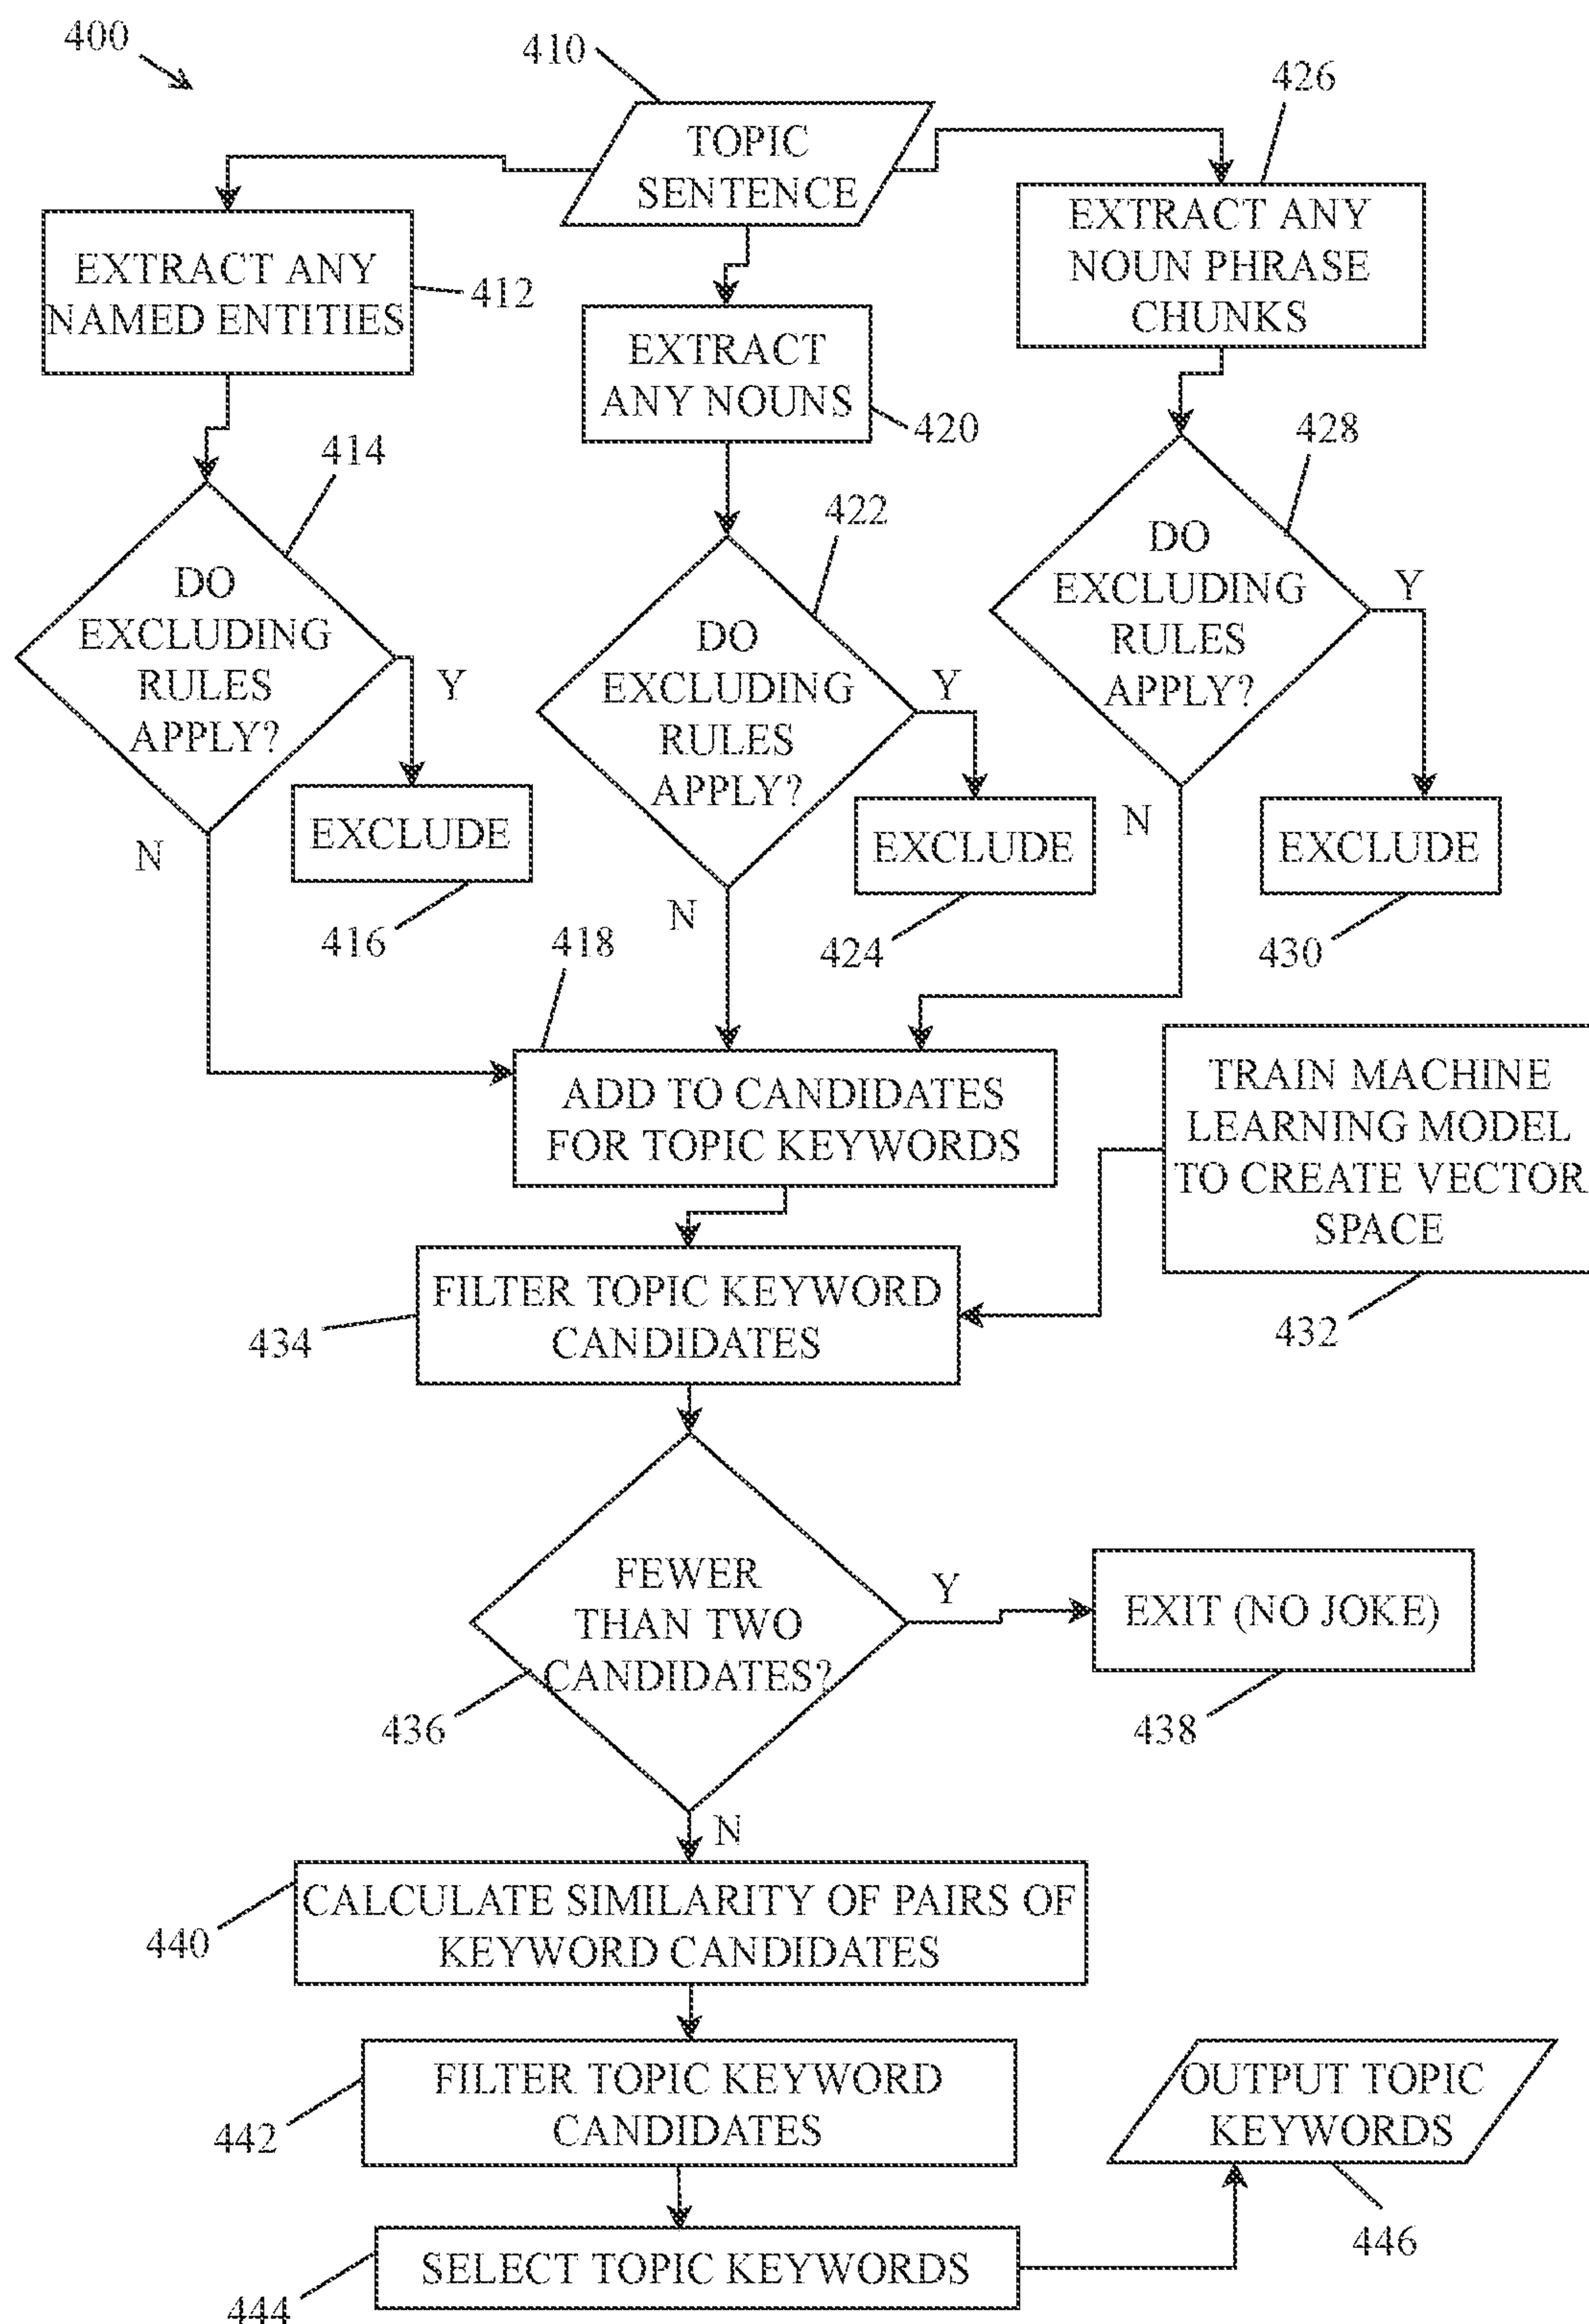 400
410
426
TOPIC
SENTENCE
EXTRACT ANY
NAMED ENTITIES
412
EXTRACT ANY
NOUN PHRASE
CHUNKS
EXTRACT
ANY NOUNS
420
414
428
422
DO
EXCLUDING
RULES
APPLY?
Y
N
DO
EXCLUDING
RULES
APPLY?
Y
N
DO
EXCLUDING
RULES
APPLY?
Y
N
EXCLUDE
416
EXCLUDE
424
EXCLUDE
430
418
ADD TO CANDIDATES
FOR TOPIC KEYWORDS
TRAIN MACHINE
LEARNING MODEL
TO CREATE VECTOR
SPACE
432
FILTER TOPIC KEYWORD
CANDIDATES
434
FEWER
THAN TWO
CANDIDATES?
Y
436
EXIT (NO JOKE)
438
N
CALCULATE SIMILARITY OF PAIRS OF
KEYWORD CANDIDATES
440
FILTER TOPIC KEYWORD
CANDIDATES
442
OUTPUT TOPIC
KEYWORDS
446
SELECT TOPIC KEYWORDS
444